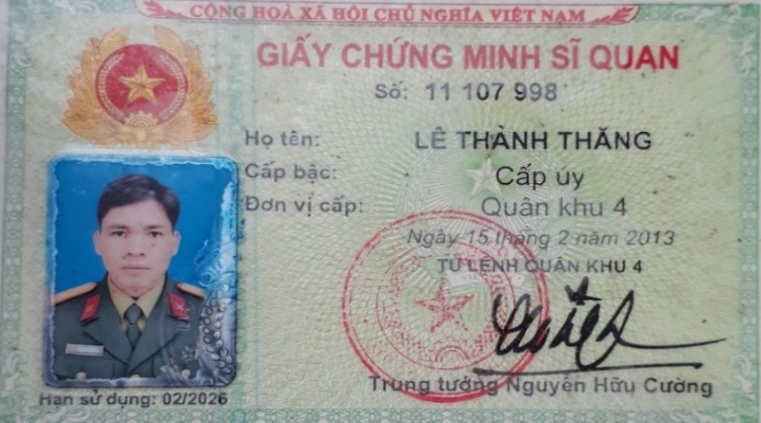 CỘNG HOÀ XÃ HỘI CHỦ NGHĨA VIỆT NAM
GIẤY CHỨNG MINH SĨ QUAN
Số: 11 107 998
Họ tên: LÊ THÀNH THĂNG
Cấp bậc: Cấp úy
Đơn vị cấp: Quân khu 4
Ngày 15 tháng 2 năm 2013
TƯ LỆNH QUÂN KHU 4
Trung tướng Nguyễn Hữu Cường
Hạn sử dụng: 02/2026